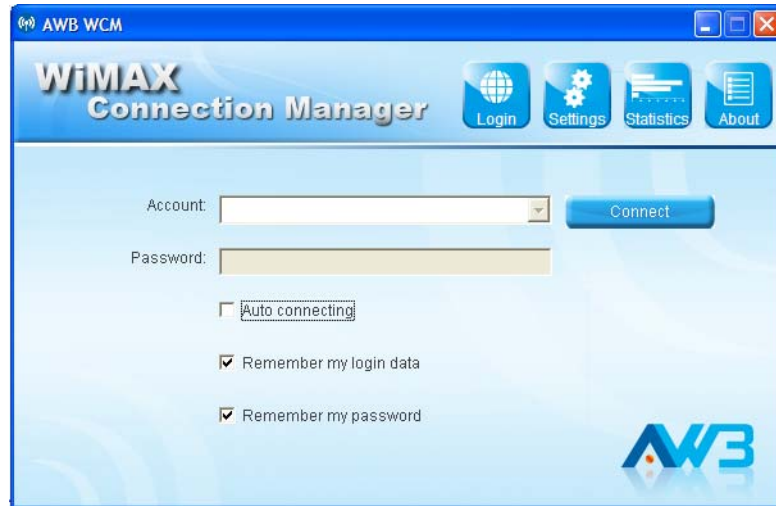 AWB WCM
WiMAX
Connection Manager
Login
Settings
Statistics
About
Account:
Connect
Password:
Auto connecting
Remember my login data
Remember my password
AWB